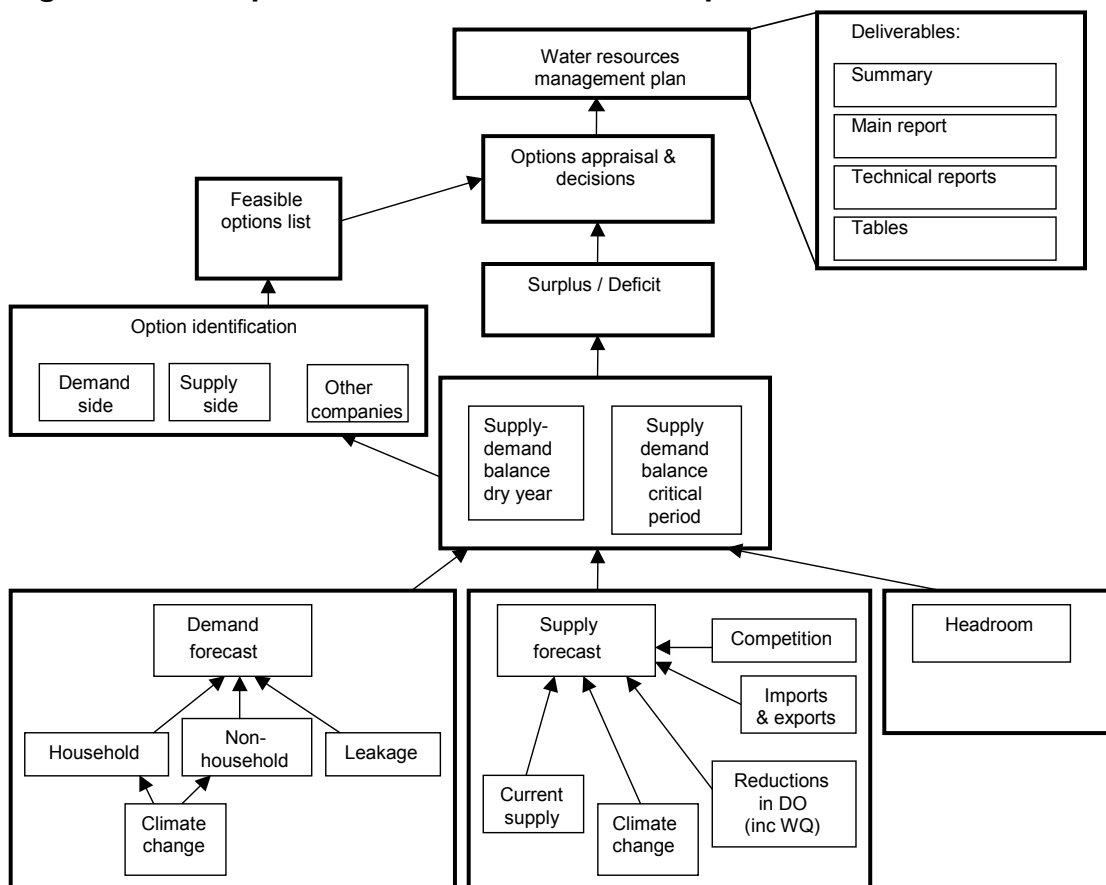 Water resources
management plan
Deliverables:
Summary
Main report
Technical reports
Tables
Options appraisal &
decisions
Feasible
options list
Surplus / Deficit
Option identification
Demand
side
Supply
side
Other
companies
Supply-
demand
balance
dry year
Supply
demand
balance
critical
period
Demand
forecast
Household
Non-
household
Leakage
Climate
change
Supply
forecast
Competition
Imports
& exports
Current
supply
Climate
change
Reductions
in DO
(inc WQ)
Headroom